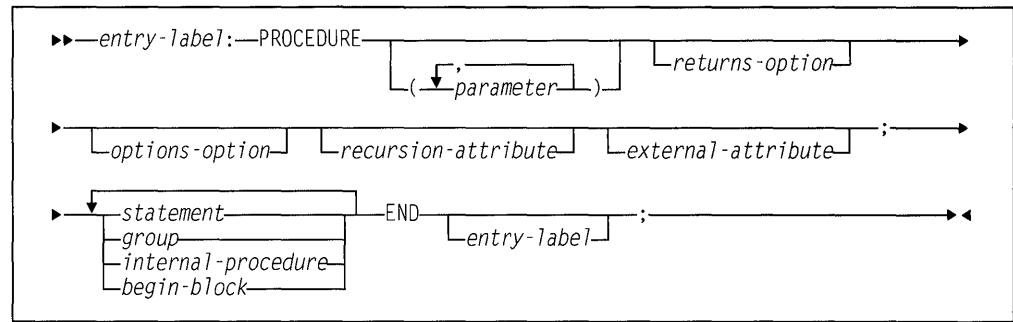 entry-label: PROCEDURE
( , parameter ) returns-option
;
options-option recursion-attribute external-attribute
statement END ;
group entry-label
internal-procedure
begin-block